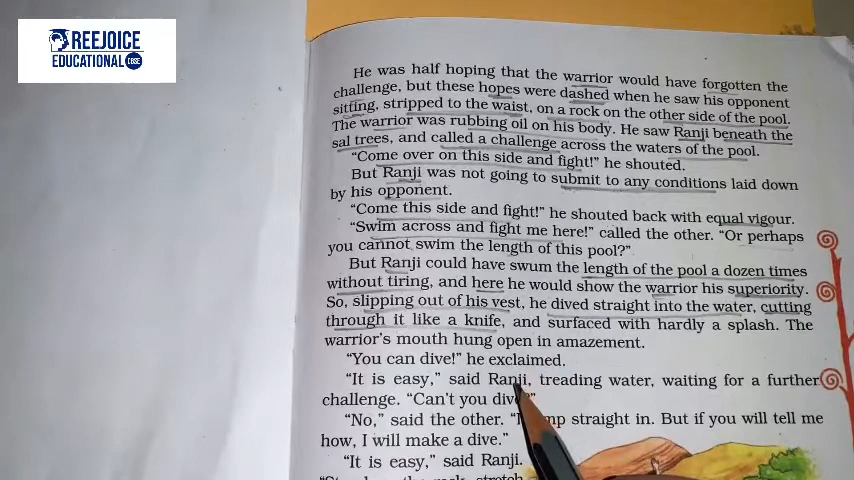 REEJOICE
EDUCATIONAL CBSE
He was half hoping that the warrior would have forgotten the
challenge, but these hopes were dashed when he saw his opponent
sitting, stripped to the waist, on a rock on the other side of the pool.
The warrior was rubbing oil on his body. He saw Ranji beneath the
sal trees, and called a challenge across the waters of the pool.
“Come over on this side and fight!” he shouted.
But Ranji was not going to submit to any conditions laid down
by his opponent.
“Come this side and fight!” he shouted back with equal vigour.
“Swim across and fight me here!” called the other. “Or perhaps
you cannot swim the length of this pool?”
But Ranji could have swum the length of the pool a dozen times
without tiring, and here he would show the warrior his superiority.
So, slipping out of his vest, he dived straight into the water, cutting
through it like a knife, and surfaced with hardly a splash. The
warrior’s mouth hung open in amazement.
“You can dive!” he exclaimed.
“It is easy,” said Ranji, treading water, waiting for a further
challenge. “Can’t you dive?”
“No,” said the other. straight in. But if you will tell me
how, I will make a dive.”
“It is easy,” said Ranji.
the rock, stretch